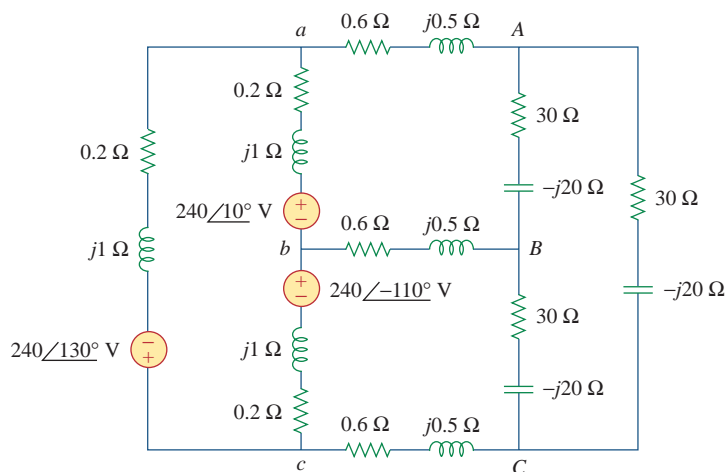 0.6 Ω j0.5 Ω
a A
0.2 Ω
30 Ω
0.2 Ω
j1 Ω
−j20 Ω
30 Ω
240/10° V
+
−
0.6 Ω j0.5 Ω
j1 Ω
b B
+
−
240/−110° V
−j20 Ω
30 Ω
240/130° V
−
+
j1 Ω
−j20 Ω
0.2 Ω
0.6 Ω j0.5 Ω
c C